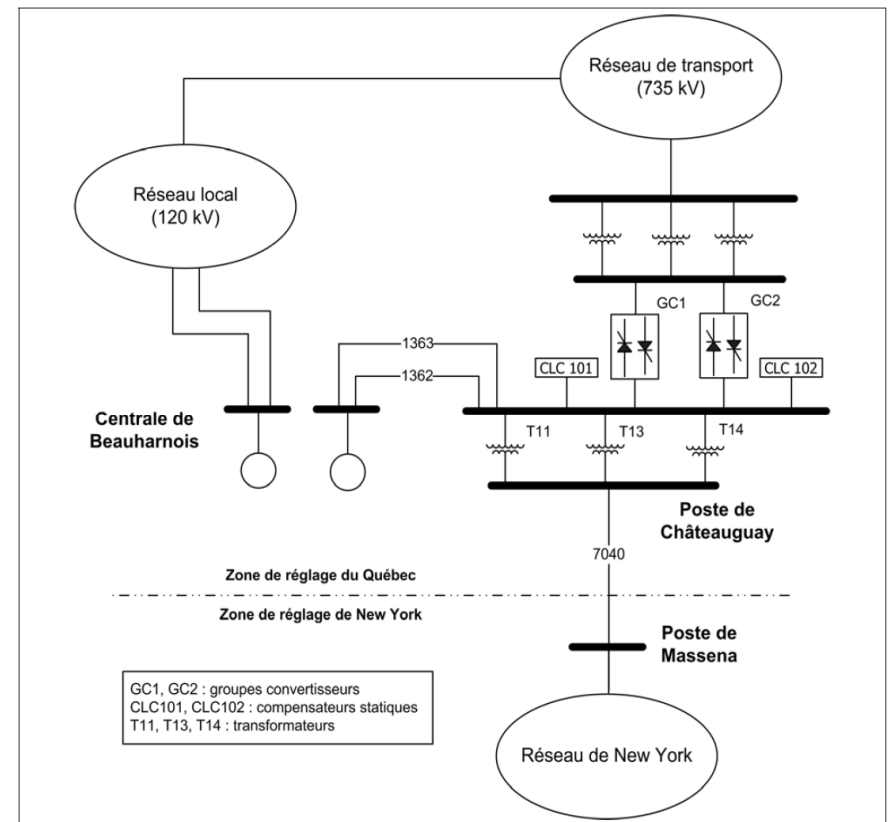 Réseau de transport
(735 kV)
Réseau local
(120 kV)
GC1
GC2
1363
1362
CLC 101
CLC 102
Centrale de
Beauharnois
T11
T13
T14
Poste de
Châteauguay
7040
Zone de réglage du Québec
Zone de réglage de New York
Poste de
Massena
GC1, GC2 : groupes convertisseurs
CLC101, CLC102 : compensateurs statiques
T11, T13, T14 : transformateurs
Réseau de New York